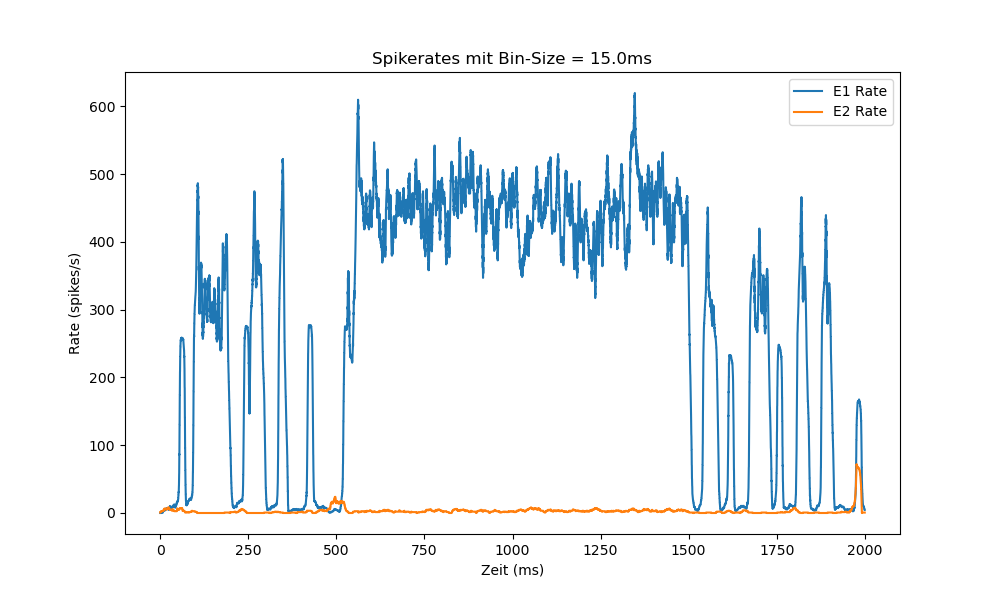 Spikerates mit Bin-Size = 15.0ms
E1 Rate
E2 Rate
Rate (spikes/s)
600
500
400
300
200
100
0
0 250 500 750 1000 1250 1500 1750 2000
Zeit (ms)